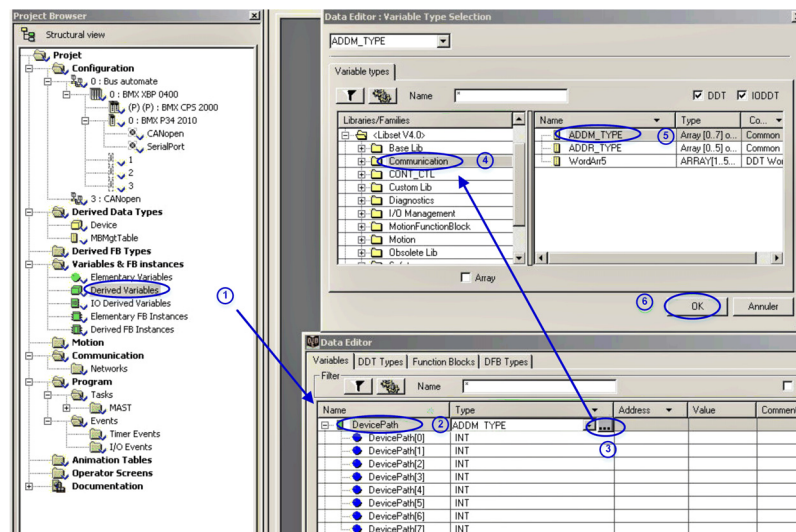 Project Browser
Structural view
Projet
Configuration
0 : Bus automate
0 : BMX XBP 0400
(P) (P) : BMX CPS 2000
0 : BMX P34 2010
CANopen
SerialPort
1
2
3
3 : CANopen
Derived Data Types
Device
MBMgtTable
Derived FB Types
Variables & FB instances
Elementary Variables
Derived Variables
IO Derived Variables
Elementary FB Instances
Derived FB Instances
Motion
Communication
Networks
Program
Tasks
MAST
Events
Timer Events
I/O Events
Animation Tables
Operator Screens
Documentation
1
Data Editor : Variable Type Selection
ADDM_TYPE
Variable types
Name * DDT IODDT
Libraries/Families
<Libset V4.0>
Base Lib
Communication 4
CONT_CTL
Custom Lib
Diagnostics
I/O Management
MotionFunctionBlock
Motion
Obsolete Lib
Name Type Co...
ADDM_TYPE 5 Array [0..7] o... Common
ADDR_TYPE Array [0..5] o... Common
WordArr5 ARRAY[1..5... DDT Wor
Array
6 OK Annuler
Data Editor
Variables DDT Types Function Blocks DFB Types
Filter
Name *
Name Type Address Value Comment
DevicePath 2 ADDM_TYPE ...
3
DevicePath[0] INT
DevicePath[1] INT
DevicePath[2] INT
DevicePath[3] INT
DevicePath[4] INT
DevicePath[5] INT
DevicePath[6] INT
DevicePath[7] INT